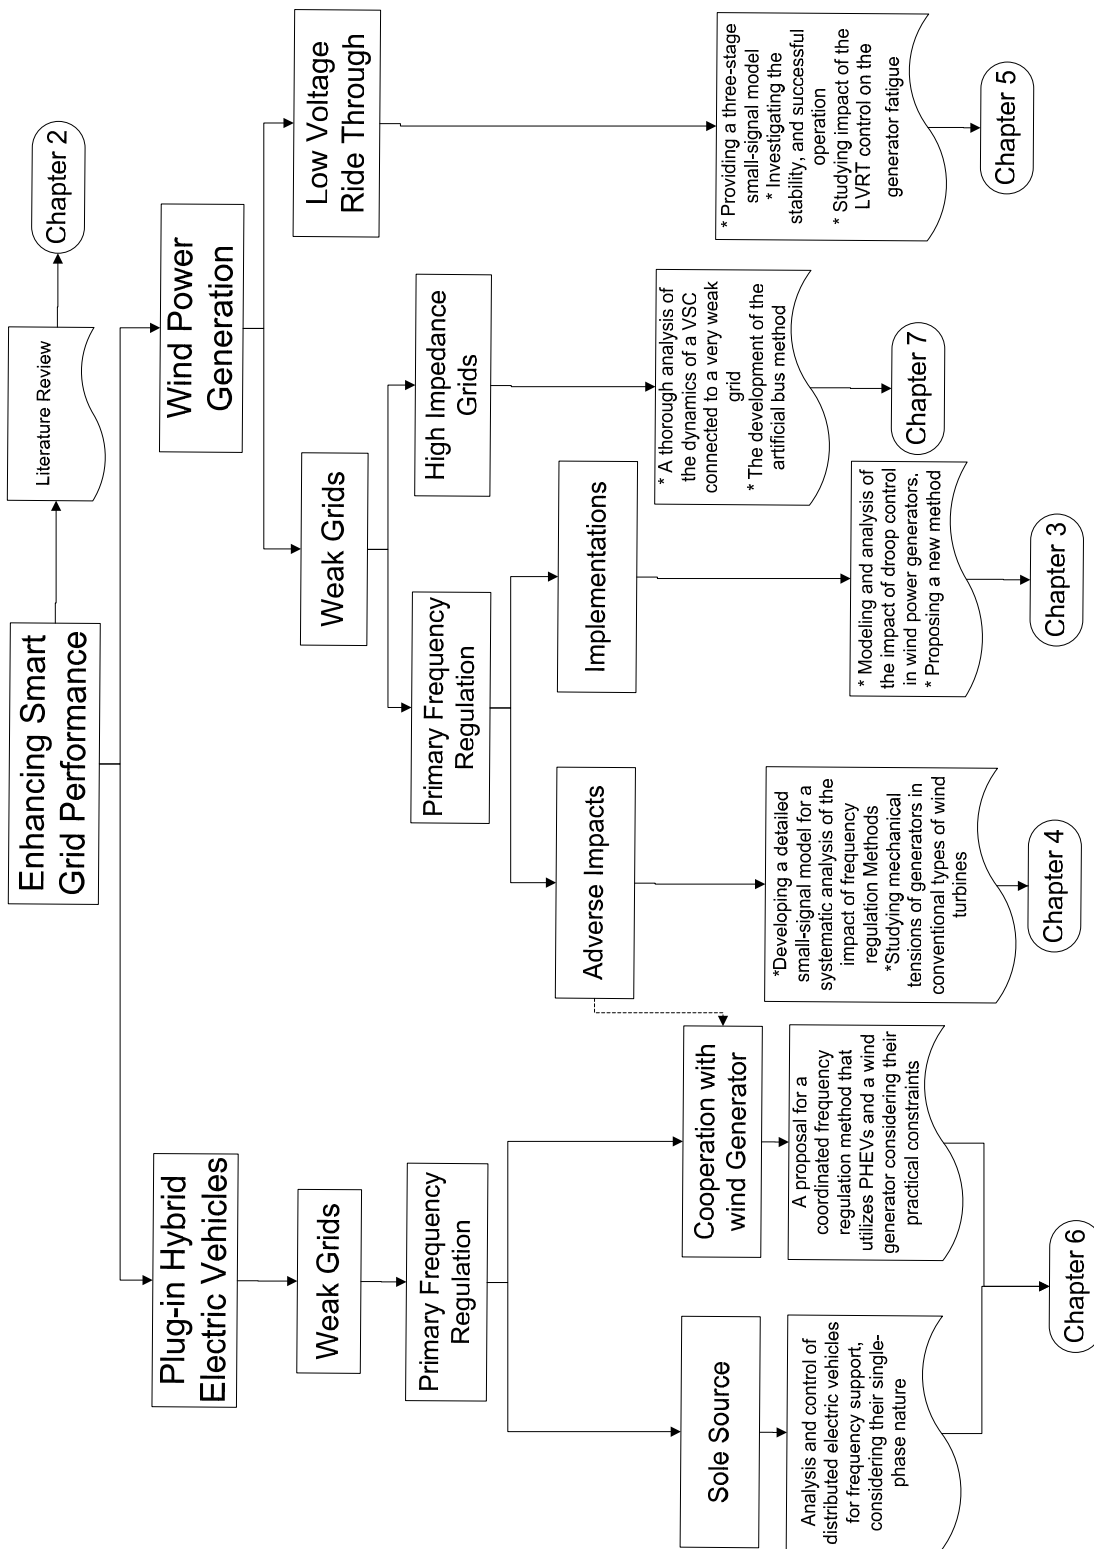 Enhancing Smart
Grid Performance
Literature Review
Chapter 2
Plug-in Hybrid
Electric Vehicles
Wind Power
Generation
Weak Grids
Weak Grids
Low Voltage
Ride Through
Primary Frequency
Regulation
Primary Frequency
Regulation
High Impedance
Grids
Adverse Impacts
Implementations
Sole Source
Cooperation with
wind Generator
Analysis and control of
distributed electric vehicles
for frequency support,
considering their single-
phase nature
A proposal for a
coordinated frequency
regulation method that
utilizes PHEVs and a wind
generator considering their
practical constraints
*Developing a detailed
small-signal model for a
systematic analysis of the
impact of frequency
regulation Methods
*Studying mechanical
tensions of generators in
conventional types of wind
turbines
* Modeling and analysis of
the impact of droop control
in wind power generators.
* Proposing a new method
* A thorough analysis of
the dynamics of a VSC
connected to a very weak
grid
* The development of the
artificial bus method
* Providing a three-stage
small-signal model
* Investigating the
stability, and successful
operation
* Studying impact of the
LVRT control on the
generator fatigue
Chapter 6
Chapter 4
Chapter 3
Chapter 7
Chapter 5